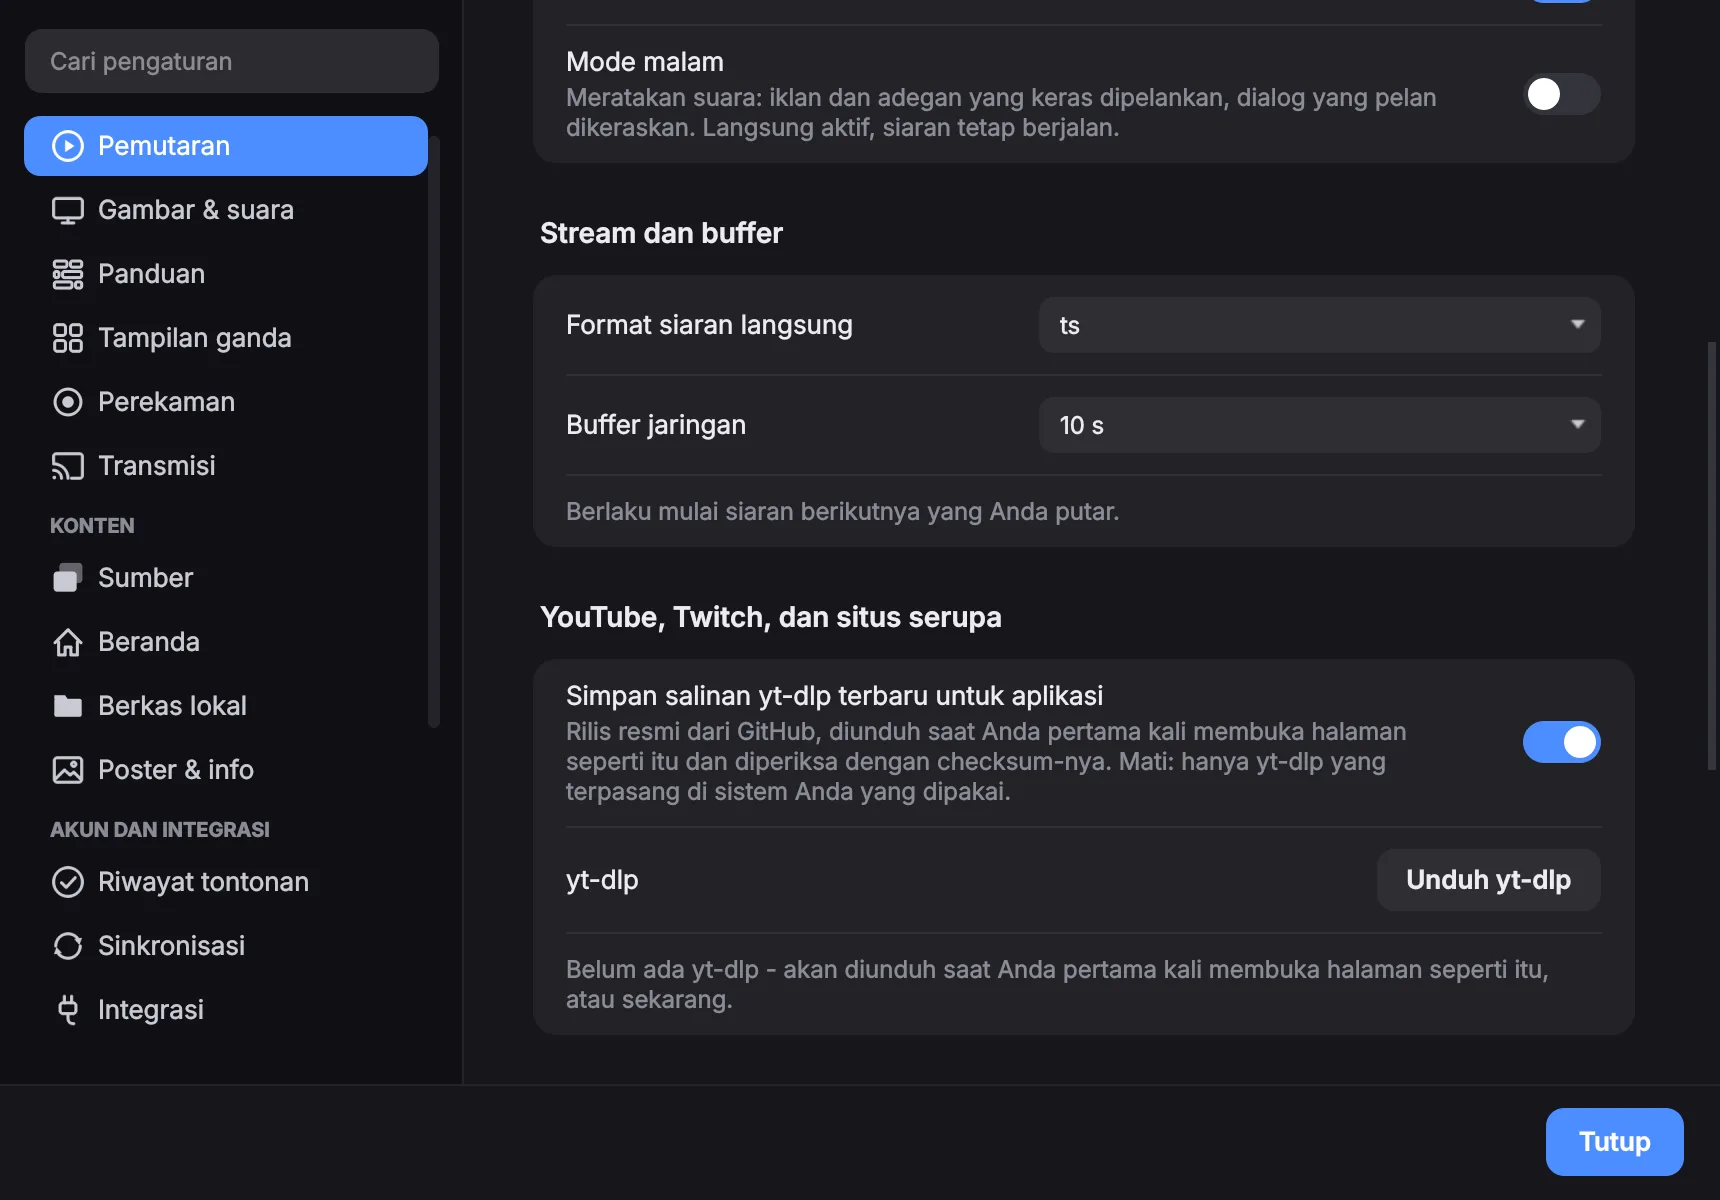 Cari pengaturan
Pemutaran
Gambar & suara
Panduan
Tampilan ganda
Perekaman
Transmisi
KONTEN
Sumber
Beranda
Berkas lokal
Poster & info
AKUN DAN INTEGRASI
Riwayat tontonan
Sinkronisasi
Integrasi
Mode malam
Meratakan suara: iklan dan adegan yang keras dipelankan, dialog yang pelan
dikeraskan. Langsung aktif, siaran tetap berjalan.
Stream dan buffer
Format siaran langsung
ts
Buffer jaringan
10 s
Berlaku mulai siaran berikutnya yang Anda putar.
YouTube, Twitch, dan situs serupa
Simpan salinan yt-dlp terbaru untuk aplikasi
Rilis resmi dari GitHub, diunduh saat Anda pertama kali membuka halaman
seperti itu dan diperiksa dengan checksum-nya. Mati: hanya yt-dlp yang
terpasang di sistem Anda yang dipakai.
yt-dlp
Unduh yt-dlp
Belum ada yt-dlp - akan diunduh saat Anda pertama kali membuka halaman seperti itu,
atau sekarang.
Tutup